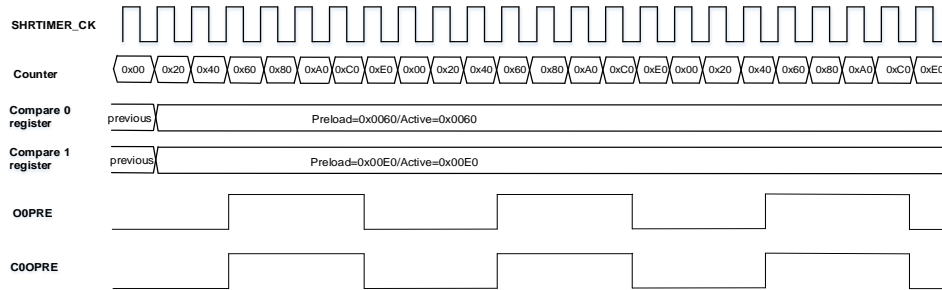 SHRTIMER_CK
Counter 0x00 0x20 0x40 0x60 0x80 0xA0 0xC0 0xE0 0x00 0x20 0x40 0x60 0x80 0xA0 0xC0 0xE0 0x00 0x20 0x40 0x60 0x80 0xA0 0xC0 0xE0
Compare 0
register
previous Preload=0x0060/Active=0x0060
Compare 1
register
previous Preload=0x00E0/Active=0x00E0
O0PRE
C0OPRE